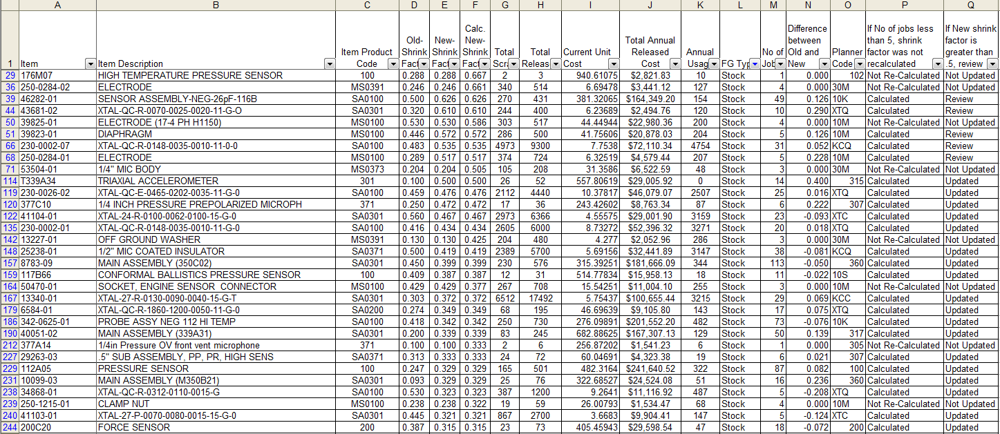 A B C D E F G H I J K L M N O P Q
1 Item Item Description Item Product Code Old-Shrink Fact New-Shrink Fact Calc. New-Shrink Fact Total Scra Total Releas Current Unit Cost Total Annual Released Cost Annual Usag FG Typ No of Job Difference between Old and New Planner Code If No of jobs less than 5, shrink factor was not recalculated If New shrink factor is greater than .5, review
29 176M07 HIGH TEMPERATURE PRESSURE SENSOR 100 0.288 0.288 0.667 2 3 940.61075 $2,821.83 10 Stock 1 0.000 102 Not Re-Calculated Not Updated
36 250-0284-02 ELECTRODE MS0391 0.246 0.246 0.661 340 514 6.69478 $3,441.12 127 Stock 4 0.000 30M Not Re-Calculated Not Updated
39 46282-01 SENSOR ASSEMBLY-NEG-26pF-116B SA0100 0.500 0.626 0.626 270 431 381.32065 $164,349.20 154 Stock 49 0.126 10K Calculated Review
44 43681-02 XTAL-QC-R-0070-0025-0020-11-G-O SA0301 0.320 0.610 0.610 244 400 6.23689 $2,494.76 120 Stock 10 0.290 XTQ Calculated Review
50 39825-01 ELECTRODE (17-4 PH H1150) MS0100 0.530 0.530 0.586 303 517 44.44944 $22,980.36 200 Stock 4 0.000 10M Not Re-Calculated Not Updated
51 39823-01 DIAPHRAGM MS0100 0.446 0.572 0.572 286 500 41.75606 $20,878.03 204 Stock 5 0.126 10M Calculated Review
66 230-0002-07 XTAL-QC-R-0148-0035-0010-11-0-0 SA0100 0.483 0.535 0.535 4973 9300 7.7538 $72,110.34 4754 Stock 31 0.052 KCQ Calculated Review
68 250-0284-01 ELECTRODE MS0100 0.289 0.517 0.517 374 724 6.32519 $4,579.44 207 Stock 5 0.228 10M Calculated Review
71 53504-01 1/4" MIC BODY MS0373 0.204 0.204 0.505 105 208 31.3586 $6,522.59 48 Stock 3 0.000 30M Not Re-Calculated Not Updated
114 T339A34 TRIAXIAL ACCELEROMETER 301 0.100 0.500 0.500 26 52 557.80619 $29,005.92 0 Stock 14 0.400 315 Calculated Updated
119 230-0026-02 XTAL-QC-E-0465-0202-0035-11-G-0 SA0100 0.459 0.476 0.476 2112 4440 10.37817 $46,079.07 2507 Stock 25 0.016 XTQ Calculated Updated
120 377C10 1/4 INCH PRESSURE PREPOLARIZED MICROPH 371 0.250 0.472 0.472 17 36 243.42602 $8,763.34 87 Stock 6 0.222 307 Calculated Updated
122 41104-01 XTAL-24-R-0100-0062-0100-15-G-0 SA0301 0.560 0.467 0.467 2973 6366 4.55575 $29,001.90 3159 Stock 23 -0.093 XTC Calculated Updated
135 230-0002-01 XTAL-QC-R-0148-0035-0010-11-G-0 SA0100 0.416 0.434 0.434 2605 6000 8.73272 $52,396.32 3271 Stock 20 0.018 XTQ Calculated Updated
142 13227-01 OFF GROUND WASHER MS0391 0.130 0.130 0.425 204 480 4.277 $2,052.96 286 Stock 3 0.000 30M Not Re-Calculated Not Updated
148 25238-01 1/2" MIC COATED INSULATOR SA0371 0.500 0.419 0.419 2389 5700 5.69156 $32,441.89 3147 Stock 38 -0.081 KCQ Calculated Updated
157 8783-09 MAIN ASSEMBLY (350C02) SA0301 0.450 0.399 0.399 230 576 315.39251 $181,666.09 344 Stock 113 -0.050 360 Calculated Updated
159 117B66 CONFORMAL BALLISTICS PRESSURE SENSOR 100 0.409 0.387 0.387 12 31 514.77834 $15,958.13 18 Stock 11 -0.022 10S Calculated Updated
164 50470-01 SOCKET, ENGINE SENSOR CONNECTOR MS0100 0.429 0.429 0.377 267 708 15.54251 $11,004.10 255 Stock 3 0.000 10M Not Re-Calculated Not Updated
167 13340-01 XTAL-27-R-0130-0090-0040-15-G-T SA0301 0.303 0.372 0.372 6512 17492 5.75437 $100,655.44 3215 Stock 29 0.069 KCC Calculated Updated
179 6584-01 XTAL-QC-R-1860-1200-0050-11-G-0 SA0200 0.274 0.349 0.349 68 195 46.69639 $9,105.80 143 Stock 17 0.075 XTQ Calculated Updated
186 342-0625-01 PROBE ASSY NEG 112 HI TEMP SA0100 0.418 0.342 0.342 250 730 276.09891 $201,552.20 482 Stock 73 -0.076 10K Calculated Updated
190 40051-02 MAIN ASSEMBLY (339A31) SA0301 0.200 0.339 0.339 83 245 682.88625 $167,307.13 129 Stock 50 0.139 317 Calculated Updated
212 377A14 1/4in Pressure OV front vent microphone 371 0.100 0.100 0.333 2 6 256.87202 $1,541.23 6 Stock 1 0.000 305 Not Re-Calculated Not Updated
227 29263-03 .5" SUB ASSEMBLY, PP, PR, HIGH SENS SA0371 0.313 0.333 0.333 24 72 60.04691 $4,323.38 19 Stock 6 0.021 307 Calculated Updated
229 112A05 PRESSURE SENSOR 100 0.247 0.329 0.329 165 501 482.3164 $241,640.52 322 Stock 87 0.082 100 Calculated Updated
231 10099-03 MAIN ASSEMBLY (M350B21) SA0301 0.093 0.329 0.329 25 76 322.68527 $24,524.08 51 Stock 16 0.236 360 Calculated Updated
238 34868-01 XTAL-QC-R-0312-0110-0015-G SA0100 0.530 0.323 0.323 387 1200 9.2641 $11,116.92 487 Stock 5 -0.208 XTQ Calculated Updated
239 250-1215-01 CLAMP NUT MS0100 0.238 0.238 0.322 19 59 26.00793 $1,534.47 68 Stock 4 0.000 10M Not Re-Calculated Not Updated
240 41103-01 XTAL-27-P-0070-0080-0015-15-G-0 SA0301 0.445 0.321 0.321 867 2700 3.6683 $9,904.41 147 Stock 5 -0.124 XTC Calculated Updated
244 200C20 FORCE SENSOR 200 0.387 0.315 0.315 23 73 405.45943 $29,598.54 47 Stock 18 -0.072 200 Calculated Updated